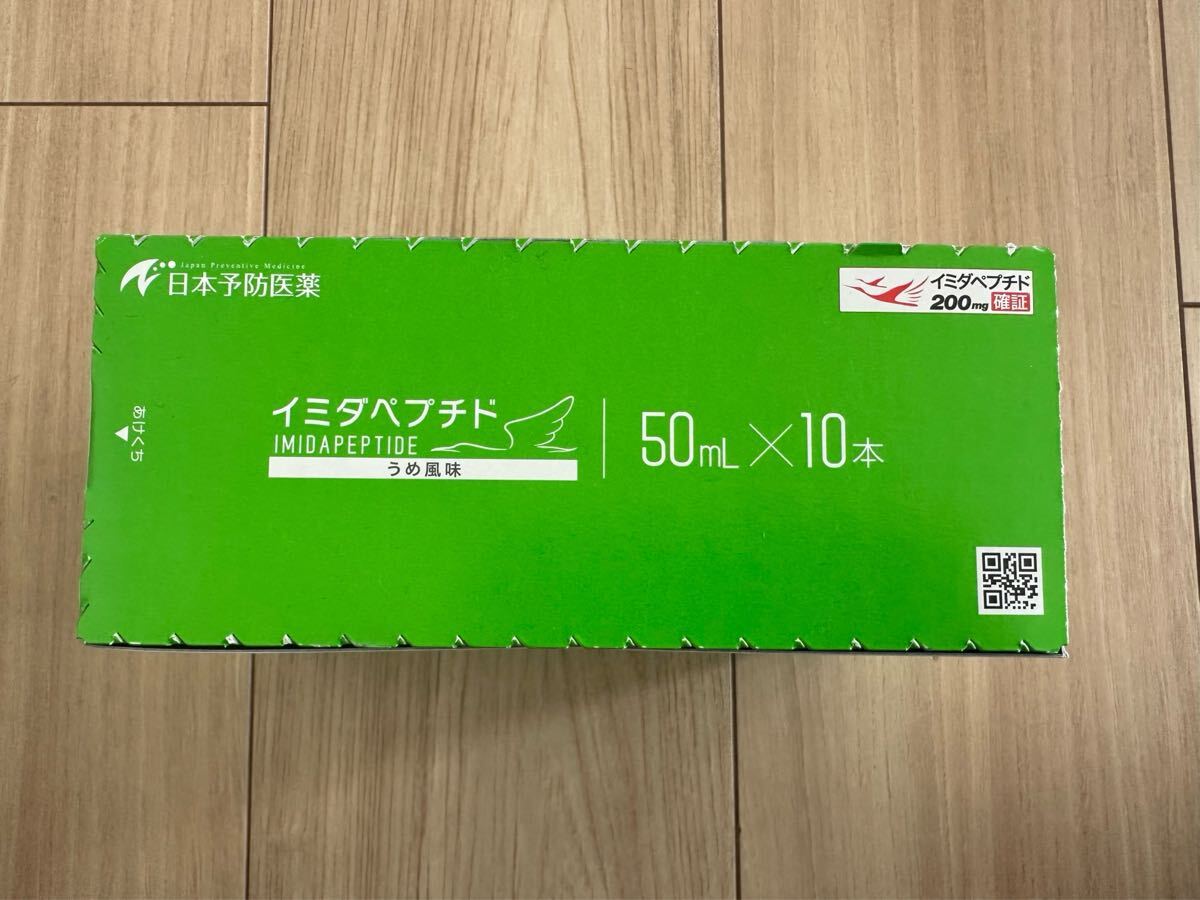 Japan Preventive Medicine
日本予防医薬
イミダペプチド
200mg 確証
あけくち
イミダペプチド
IMIDAPEPTIDE
うめ風味
50mL×10本